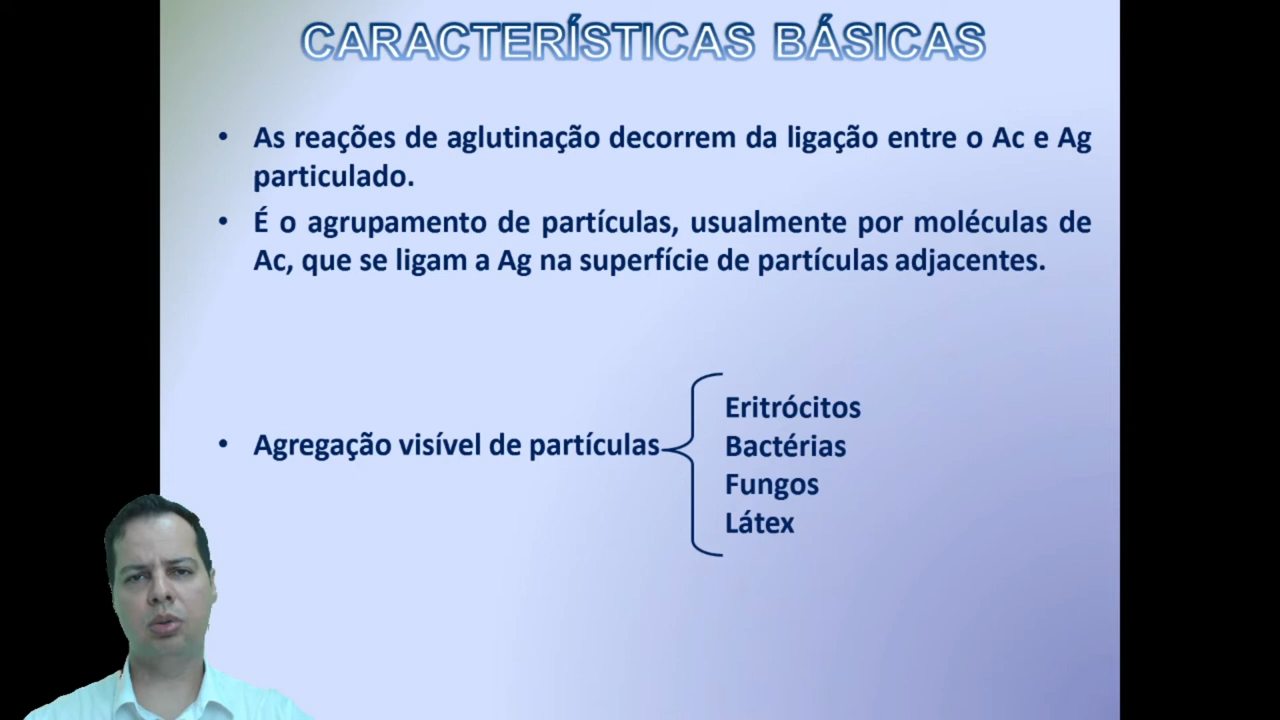 CARACTERÍSTICAS BÁSICAS
• As reações de aglutinação decorrem da ligação entre o Ac e Ag
particulado.
• É o agrupamento de partículas, usualmente por moléculas de
Ac, que se ligam a Ag na superfície de partículas adjacentes.
Eritrócitos
• Agregação visível de partículas
Bactérias
Fungos
Látex